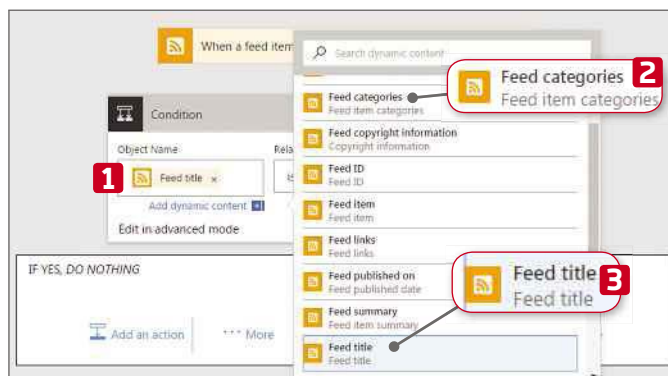 When a feed item
Search dynamic content
Feed categories
Feed item categories
2
Feed categories
Feed item categories
Condition
Feed copyright information
Copyright information
Object Name
Rela
1
Feed title ×
Feed ID
Feed ID
Add dynamic content
Feed item
Feed item
Edit in advanced mode
Feed links
Feed links
IF YES, DO NOTHING
Feed published on
Feed published date
3
Feed title
Feed title
Feed summary
Feed item summary
Add an action
••• More
Feed title
Feed title